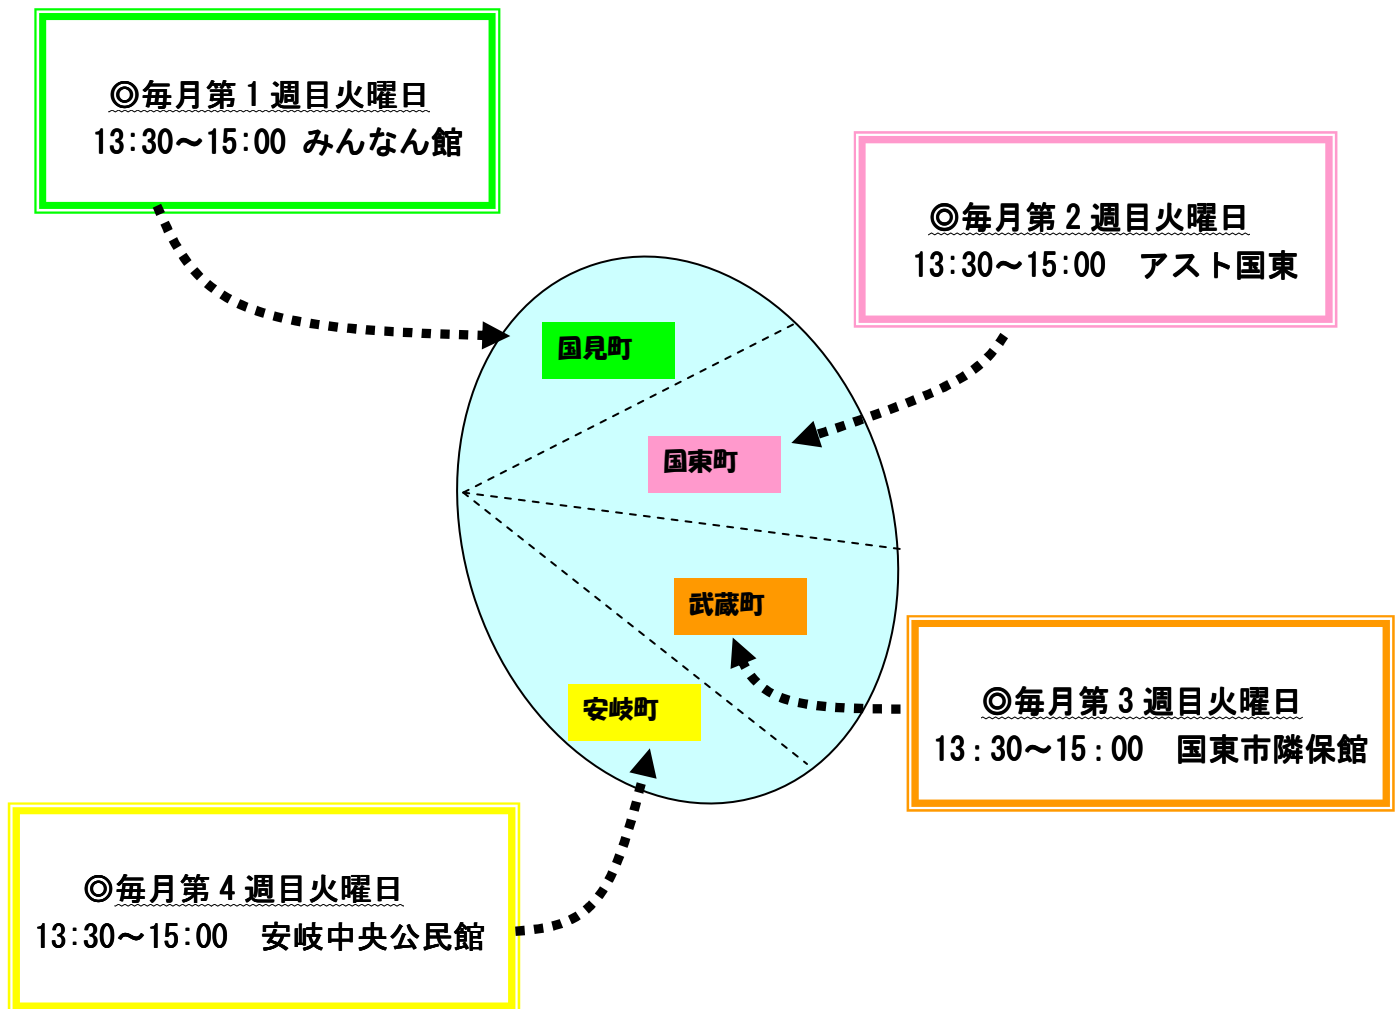 ◎毎月第1週目火曜日
13:30～15:00 みんなん館
◎毎月第2週目火曜日
13:30～15:00　アスト国東
国見町
国東町
武蔵町
安岐町
◎毎月第3週目火曜日
13：30～15：00　国東市隣保館
◎毎月第4週目火曜日
13:30～15:00　安岐中央公民館